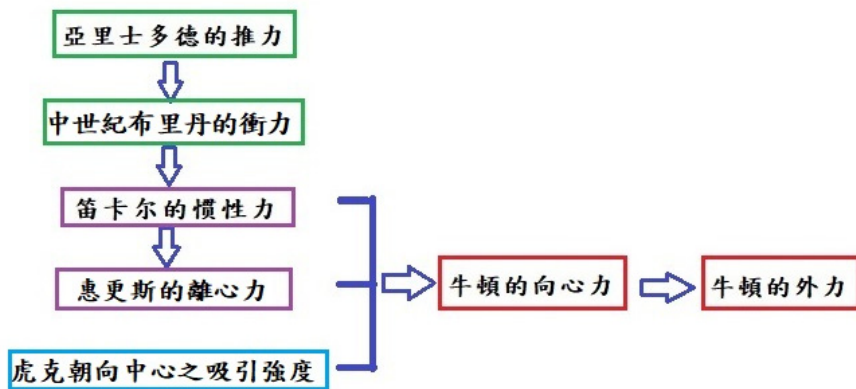 亞里士多德的推力
中世紀布里丹的衝力
笛卡尔的惯性力
惠更斯的離心力
虎克朝向中心之吸引強度
牛頓的向心力
牛頓的外力